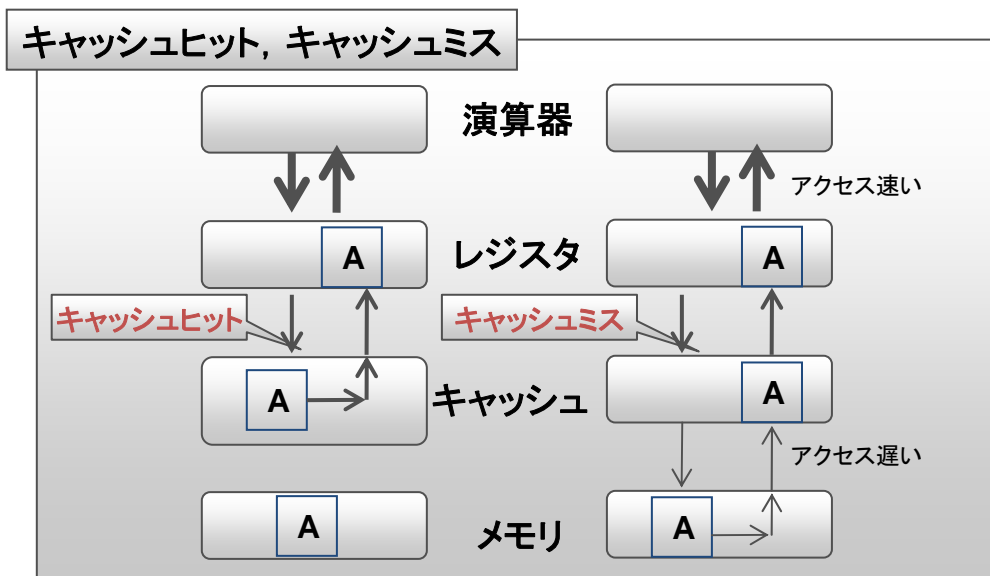 キャッシュヒット, キャッシュミス
演算器
アクセス速い
A
レジスタ
A
キャッシュヒット
キャッシュミス
A
キャッシュ
A
アクセス遅い
A
メモリ
A